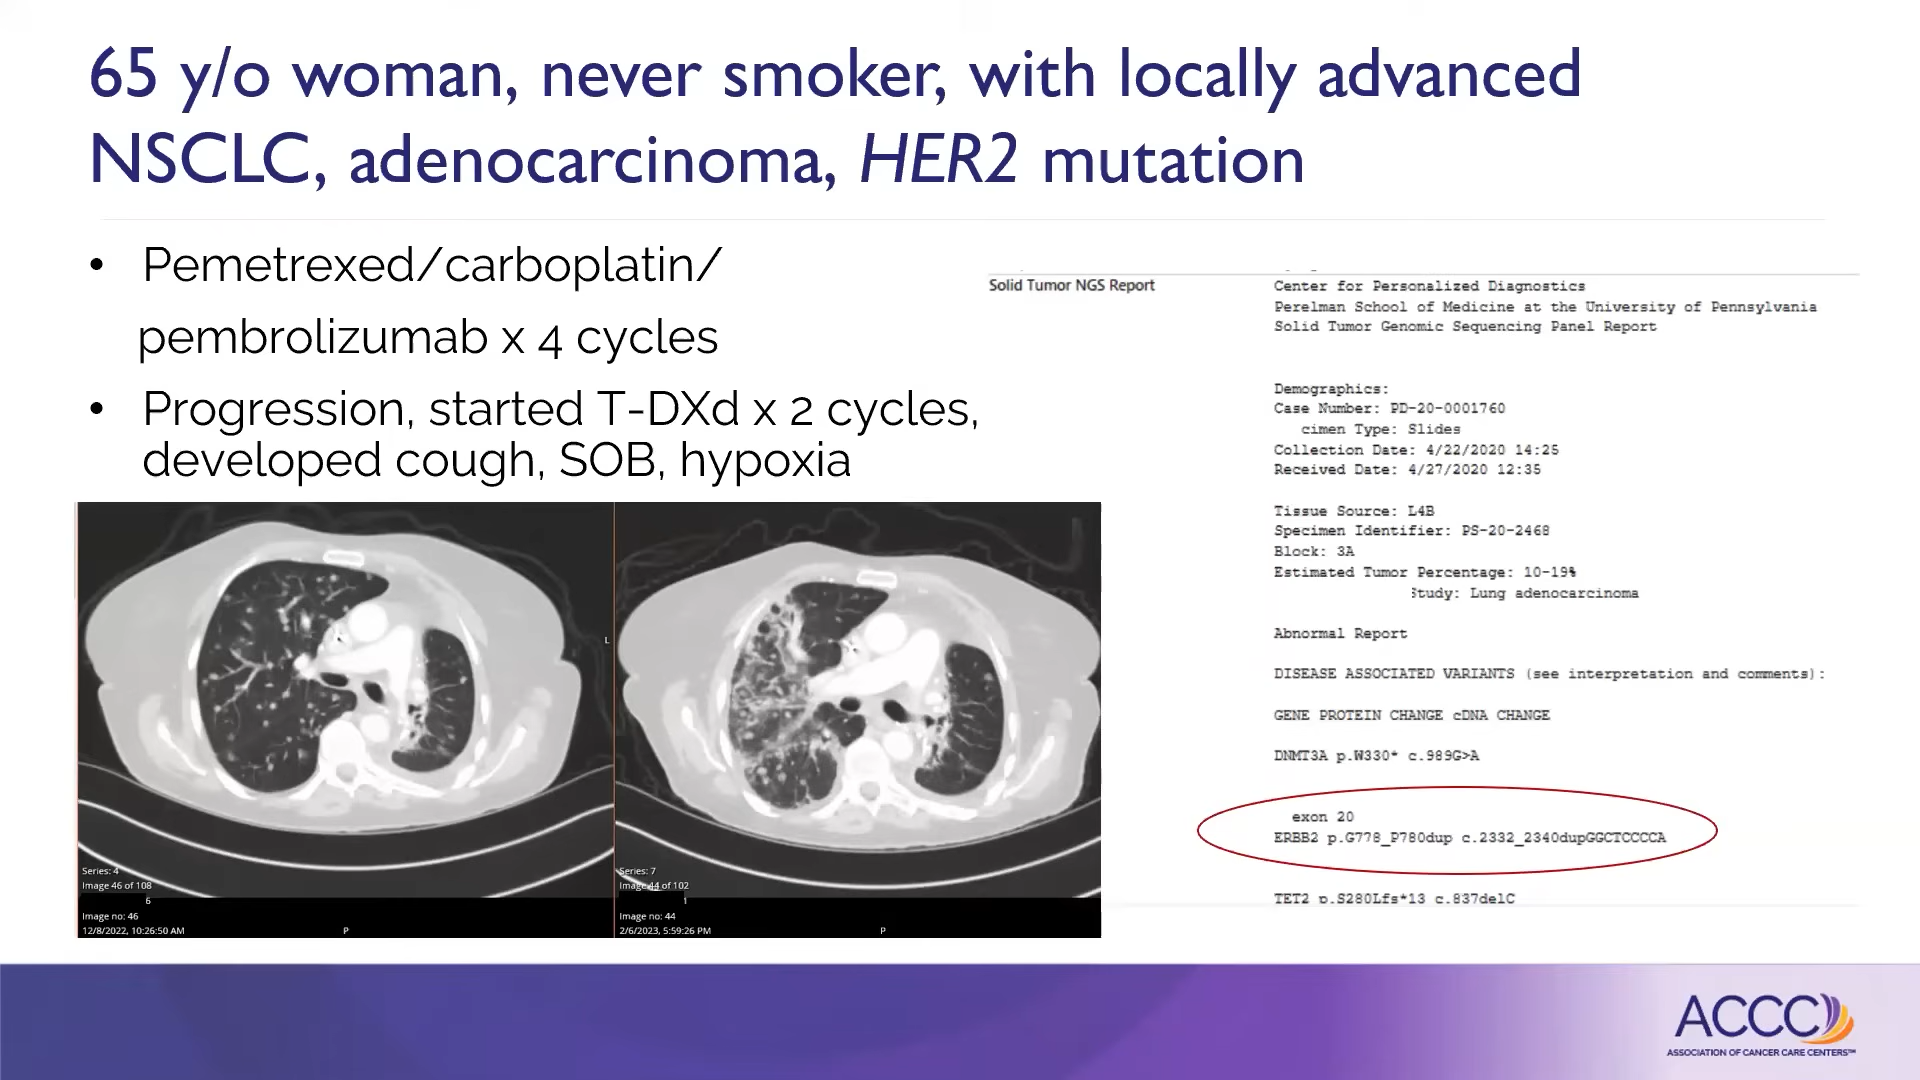 65 y/o woman, never smoker, with locally advanced
NSCLC, adenocarcinoma, HER2 mutation
• Pemetrexed/carboplatin/
pembrolizumab x 4 cycles
• Progression, started T-DXd x 2 cycles,
developed cough, SOB, hypoxia
Solid Tumor NGS Report
Center for Personalized Diagnostics
Perelman School of Medicine at the University of Pennsylvania
Solid Tumor Genomic Sequencing Panel Report
Demographics:
Case Number: PD-20-0001760
cimen Type: Slides
Collection Date: 4/22/2020 14:25
Received Date: 4/27/2020 12:35
Tissue Source: L4B
Specimen Identifier: PS-20-2468
Block: 3A
Estimated Tumor Percentage: 10-19%
Study: Lung adenocarcinoma
Abnormal Report
DISEASE ASSOCIATED VARIANTS (see interpretation and comments):
GENE PROTEIN CHANGE cDNA CHANGE
DNMT3A p.W330* c.989G>A
exon 20
ERBB2 p.G778_P780dup c.2332_2340dupGGCTCCCCA
TET2 p.S280Lfs*13 c.837delC
L
Series: 4
Image 46 of 108
6
Image no: 46
12/8/2022, 10:26:50 AM
P
Series: 7
Image 44 of 102
1
Image no: 44
2/6/2023, 5:59:26 PM
P
ACCC
ASSOCIATION OF CANCER CARE CENTERS™